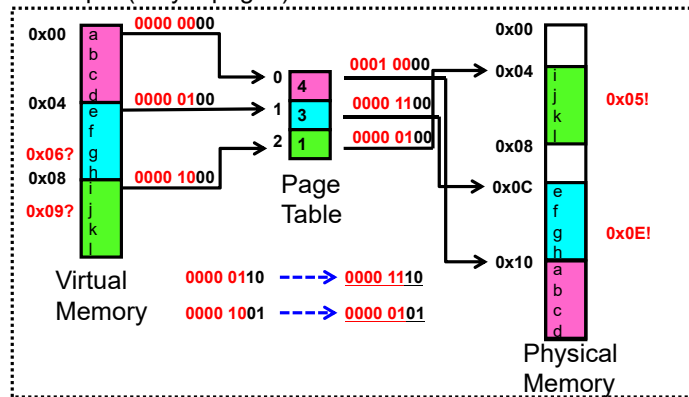 0x00
a
b
c
d
0x04
e
f
g
h
0x06?
0x08
i
j
k
l
0x09?
Virtual
Memory
0000 0000
0000 0100
0000 1000
0
1
2
4
3
1
Page
Table
0001 0000
0000 1100
0000 0100
0000 0110
0000 1110
0000 1001
0000 0101
0x00
0x04
i
j
k
l
0x05!
0x08
0x0C
e
f
g
h
0x0E!
0x10
a
b
c
d
Physical
Memory